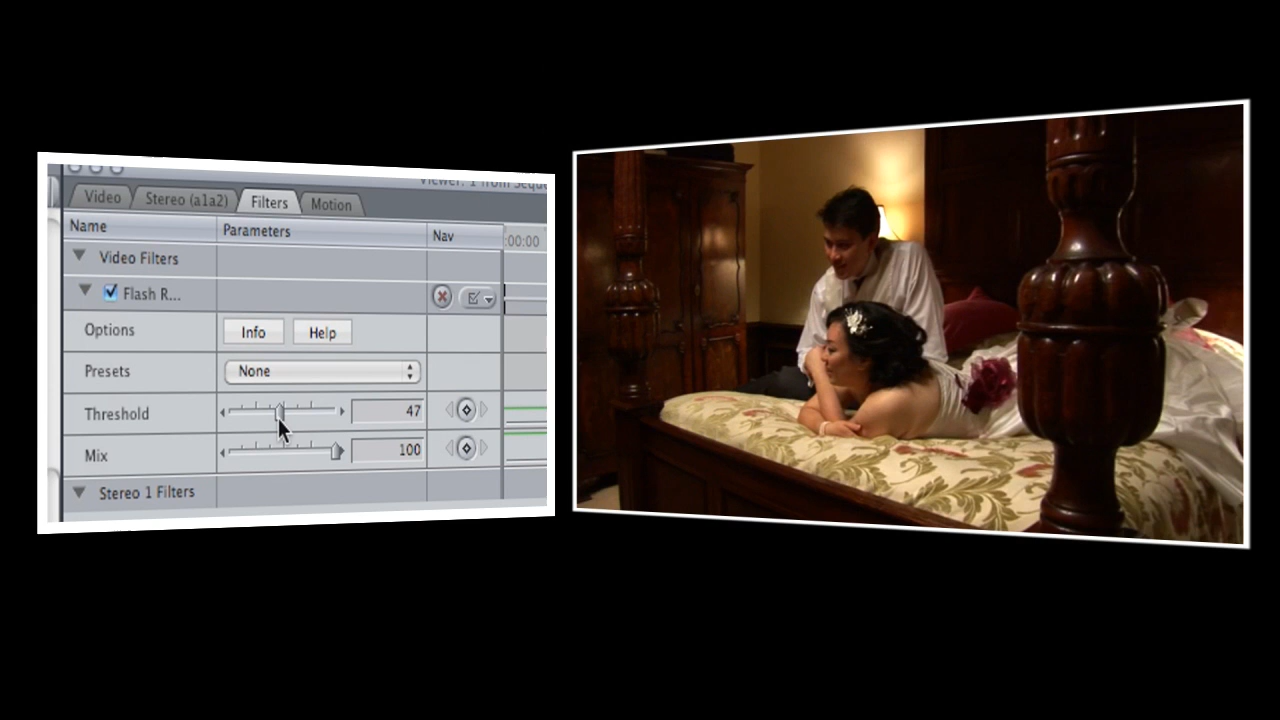 Viewer: 1 from Seque
Video Stereo (a1a2) Filters Motion
Name Parameters Nav :00:00
Video Filters
Flash R...
Options Info Help
Presets None
Threshold 47
Mix 100
Stereo 1 Filters